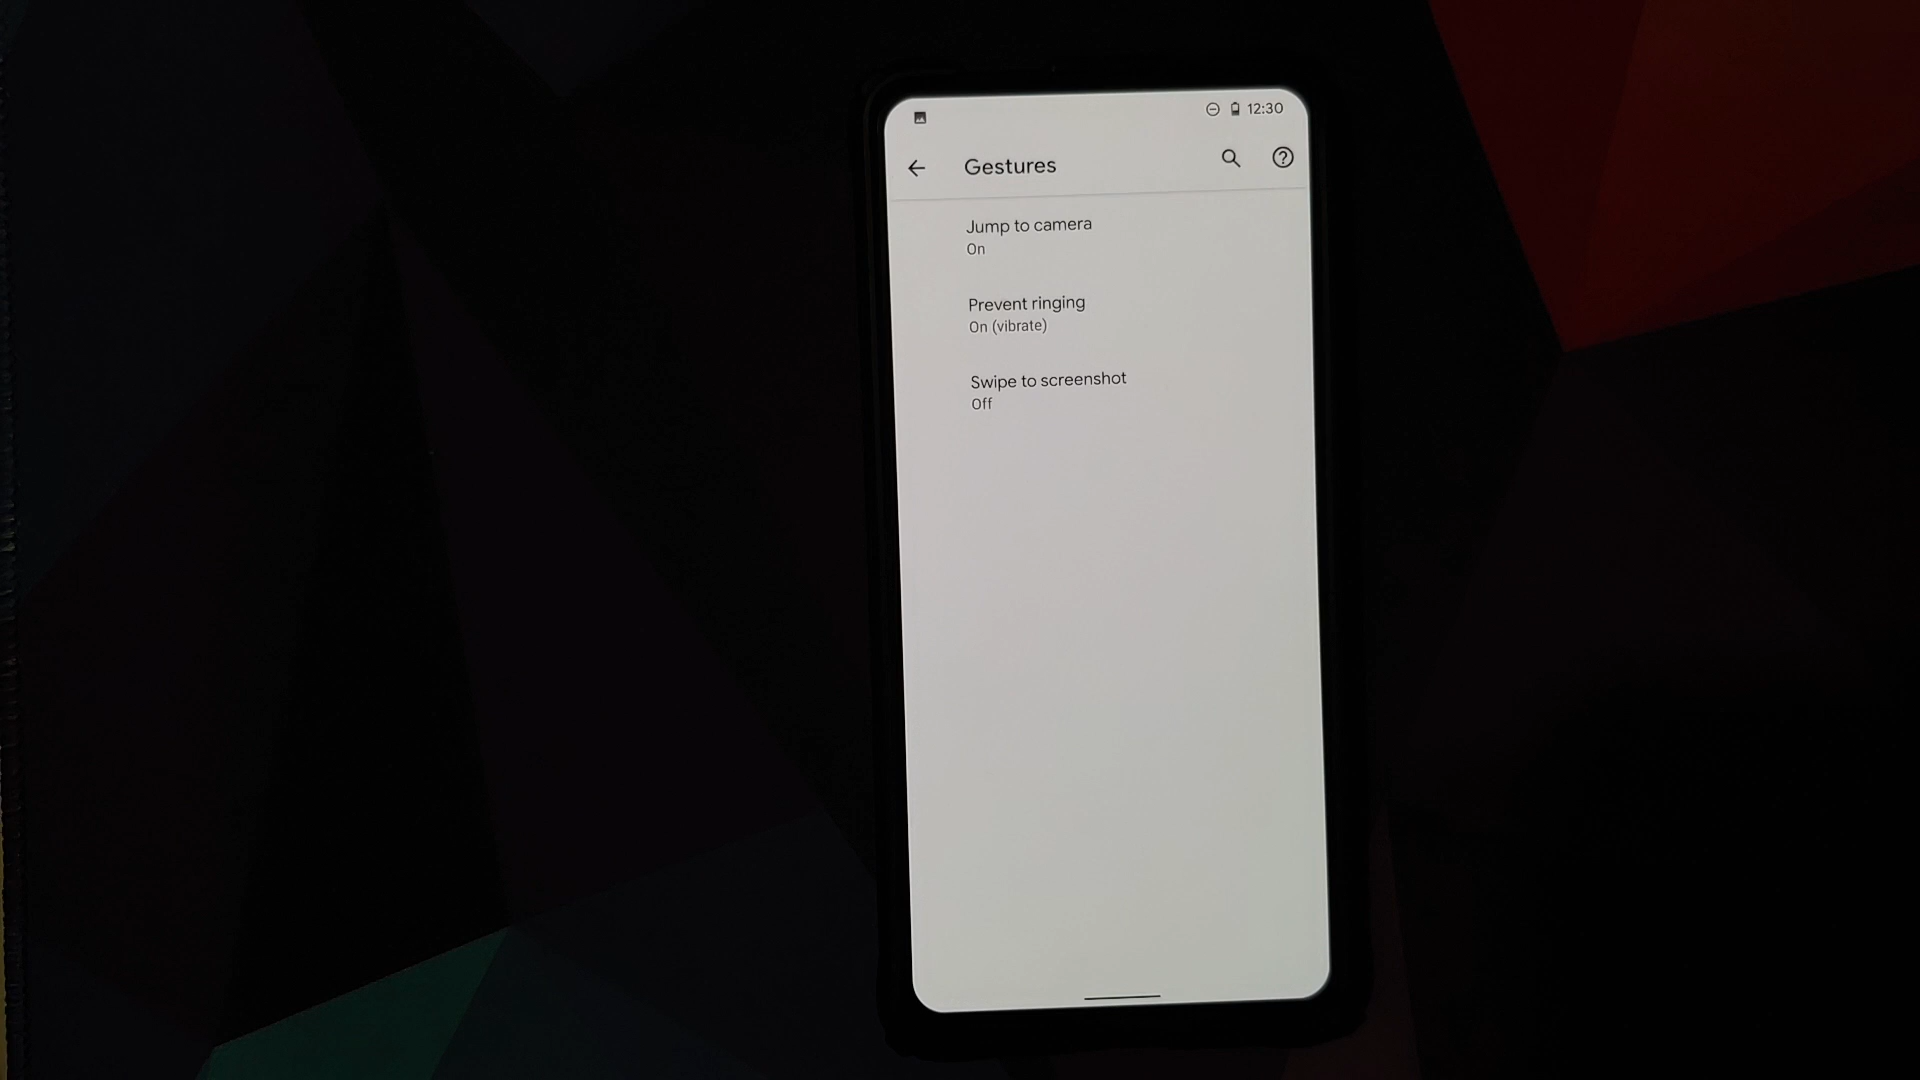 12:30
Gestures
Jump to camera
On
Prevent ringing
On (vibrate)
Swipe to screenshot
Off